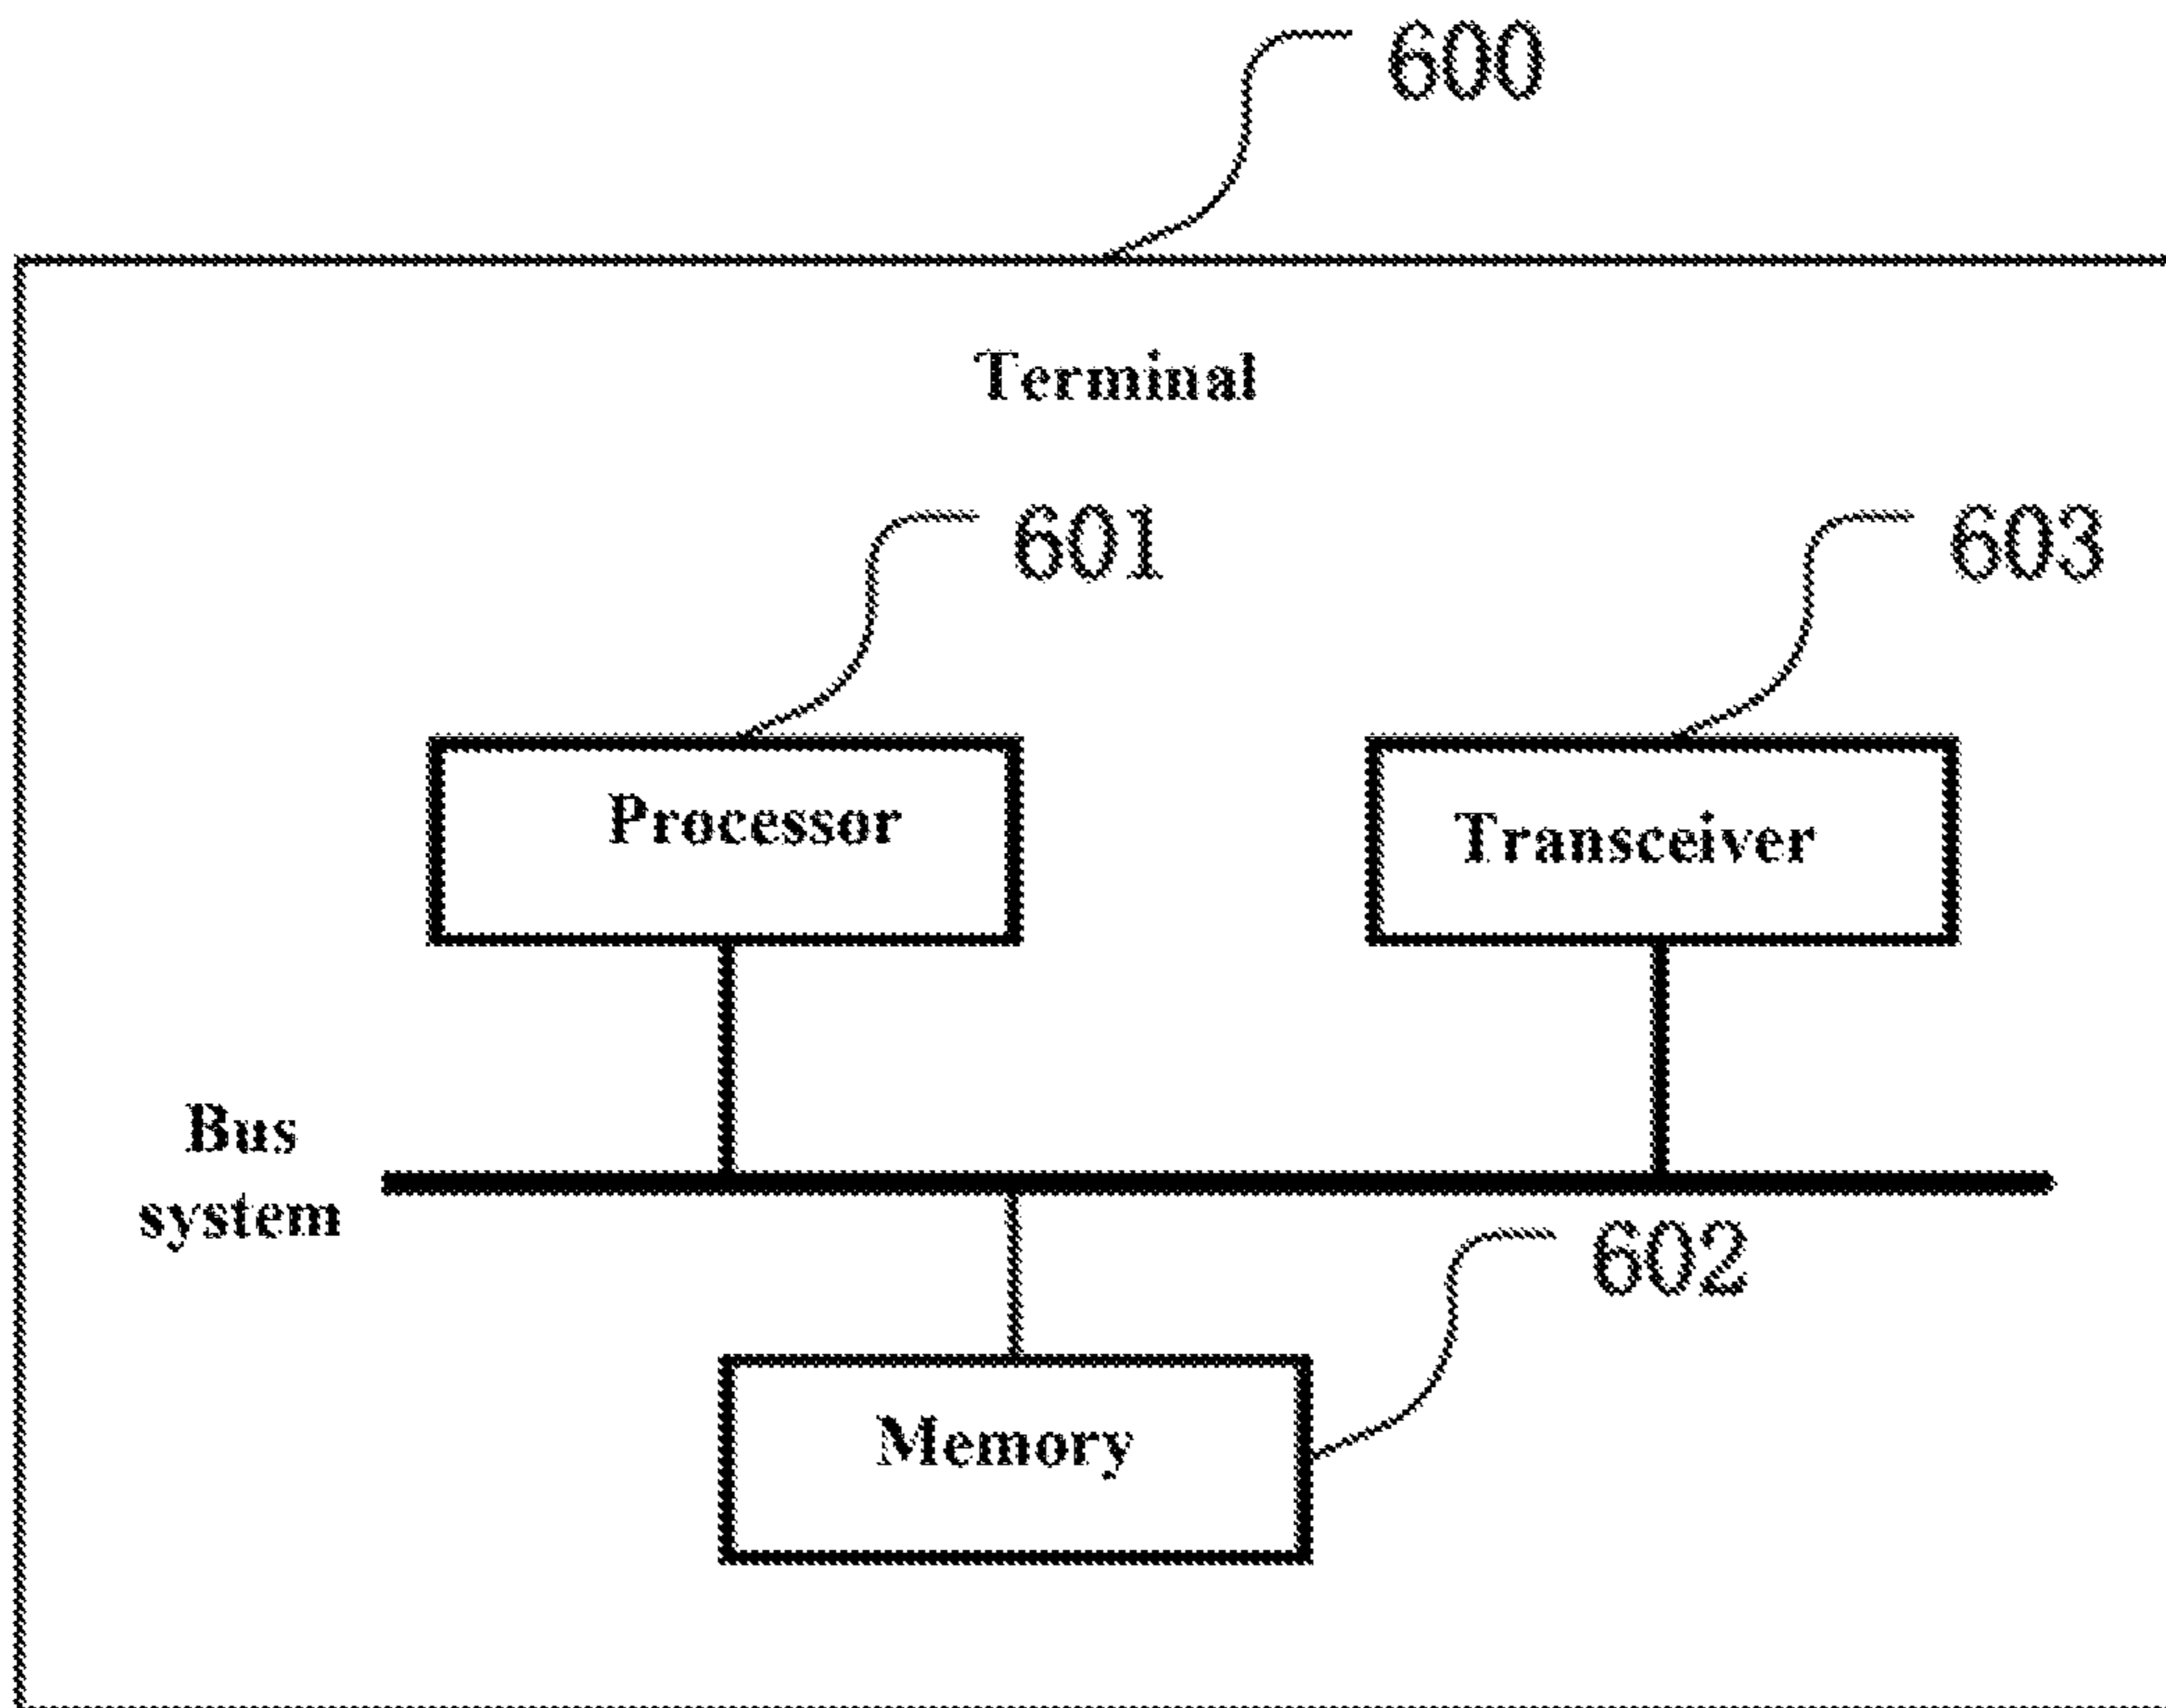 600
Terminal
601
603
Processor
Transceiver
Bus
system
602
Memory